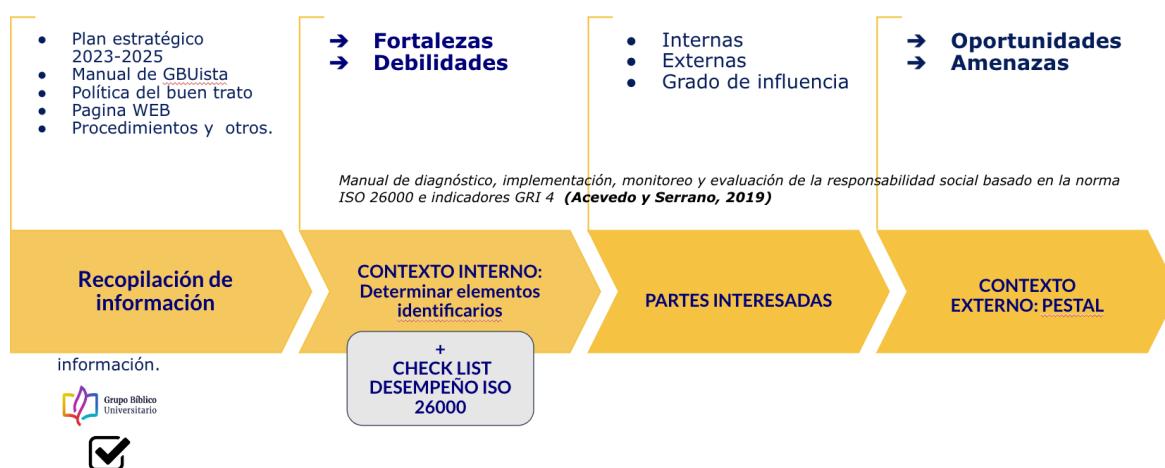 ● Plan estratégico
2023-2025
● Manual de GBUista
● Política del buen trato
● Pagina WEB
● Procedimientos y otros.
➔ Fortalezas
➔ Debilidades
● Internas
● Externas
● Grado de influencia
➔ Oportunidades
➔ Amenazas
Manual de diagnóstico, implementación, monitoreo y evaluación de la responsabilidad social basado en la norma
ISO 26000 e indicadores GRI 4 (Acevedo y Serrano, 2019)
Recopilación de
información
CONTEXTO INTERNO:
Determinar elementos
identificarios
PARTES INTERESADAS
CONTEXTO
EXTERNO: PESTAL
+
CHECK LIST
DESEMPEÑO ISO
26000
información.
Grupo Bíblico
Universitario